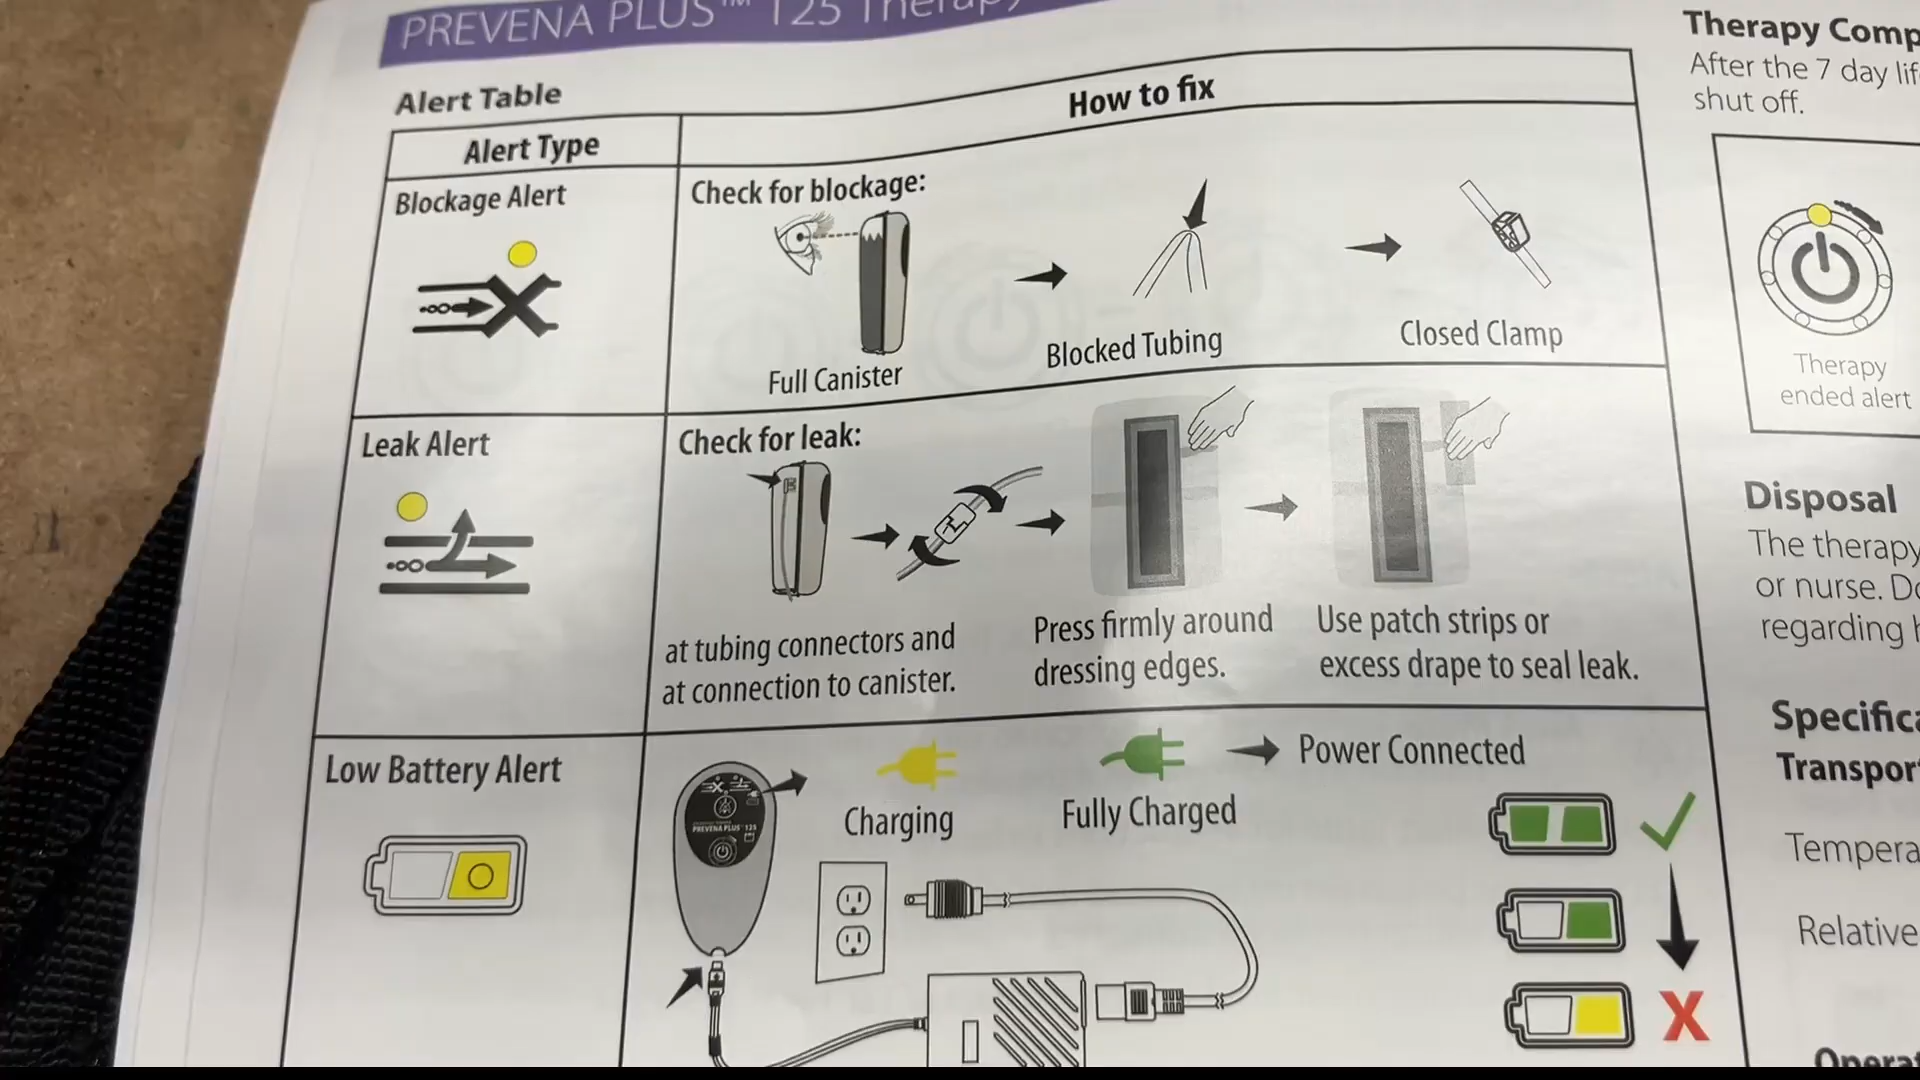 PREVENA PLUS™ 125 Therapy
Alert Table
Alert Type
How to fix
Blockage Alert
Check for blockage:
Full Canister
Blocked Tubing
Closed Clamp
Leak Alert
Check for leak:
at tubing connectors and
at connection to canister.
Press firmly around
dressing edges.
Use patch strips or
excess drape to seal leak.
Low Battery Alert
PREVENA PLUS™ 125
Charging
Fully Charged
Power Connected
Therapy Comp
After the 7 day lif
shut off.
Therapy
ended alert
Disposal
The therapy
or nurse. Do
regarding h
Specifica
Transport
Tempera
Relative
Operat